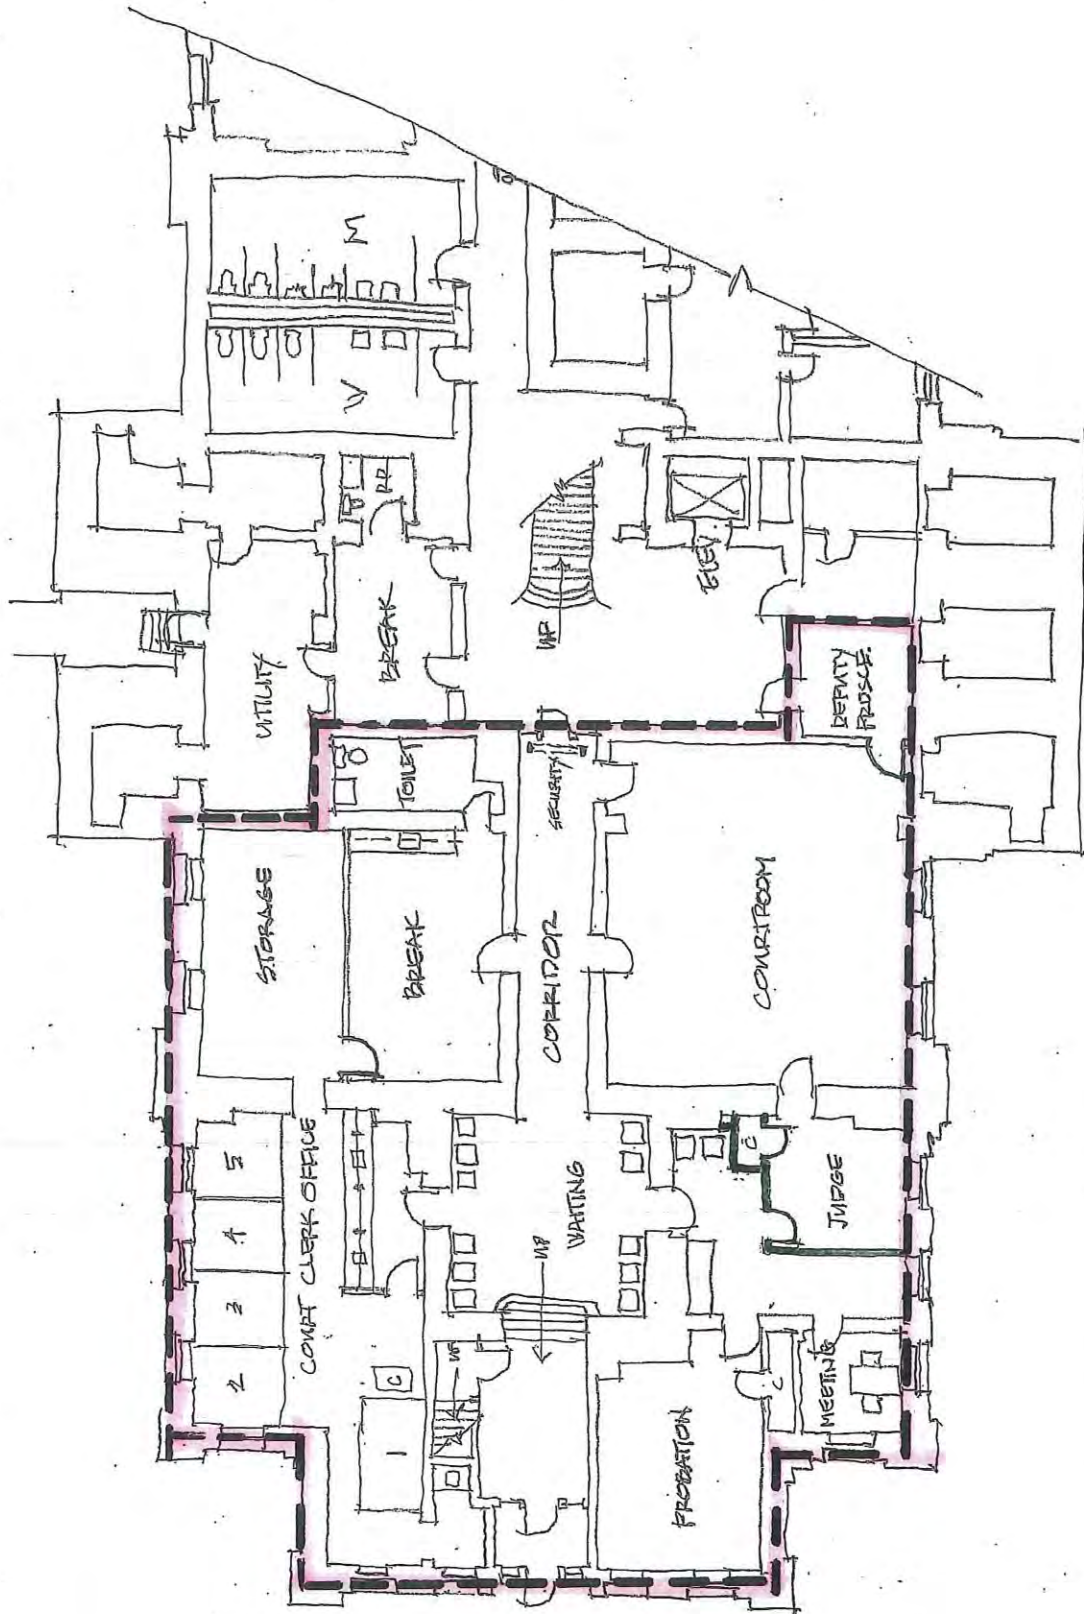 2
3
4
5
STORAGE
UTILITY
COURT CLERK OFFICE
W
M
1
C
BREAK
TOILET
BREAK
UP
UP
WAITING
CORRIDOR
SECURITY
UP
ELEV
PROBATION
C
C
COURTROOM
MEETING
JUDGE
DEPUTY